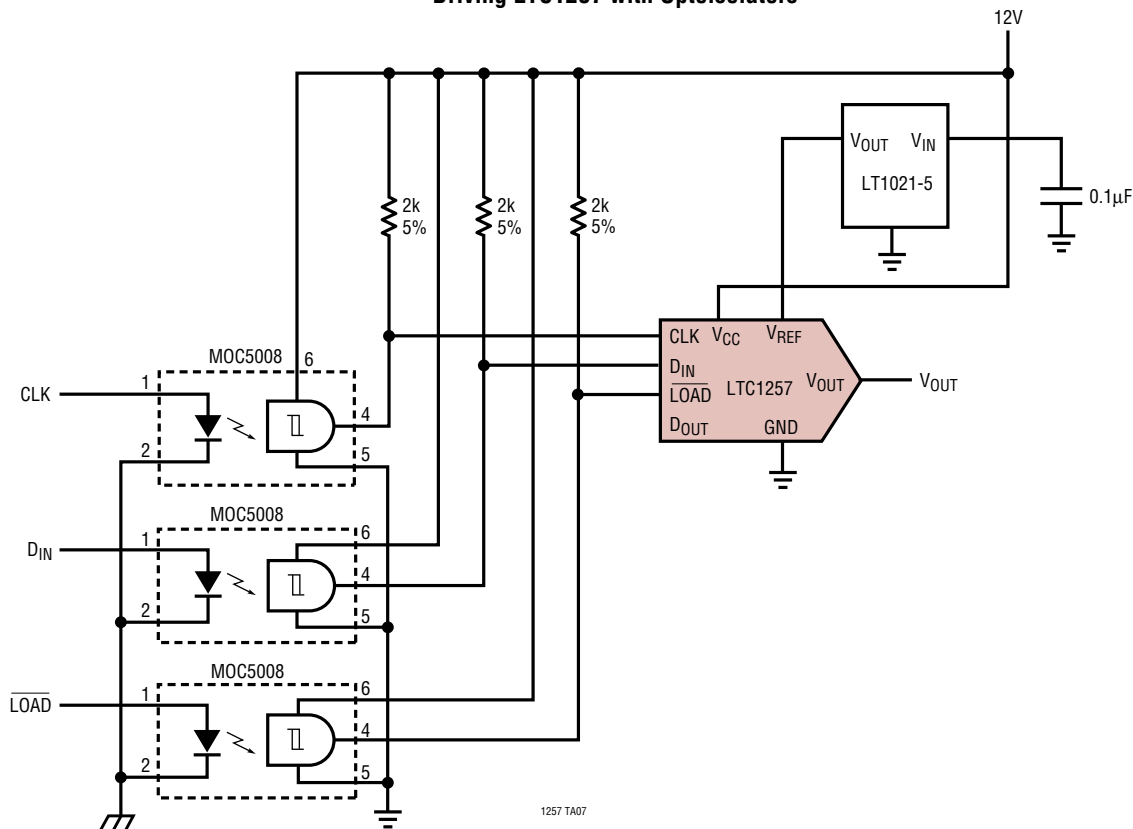 Driving LTC1257 with Optoisolators
12V
VOUT VIN
LT1021-5
0.1µF
2k
5%
2k
5%
2k
5%
CLK VCC VREF
DIN
LOAD LTC1257 VOUT
DOUT GND
VOUT
MOC5008
6
1
CLK
4
2
5
MOC5008
6
1
DIN
4
2
5
MOC5008
6
1
LOAD
4
2
5
1257 TA07